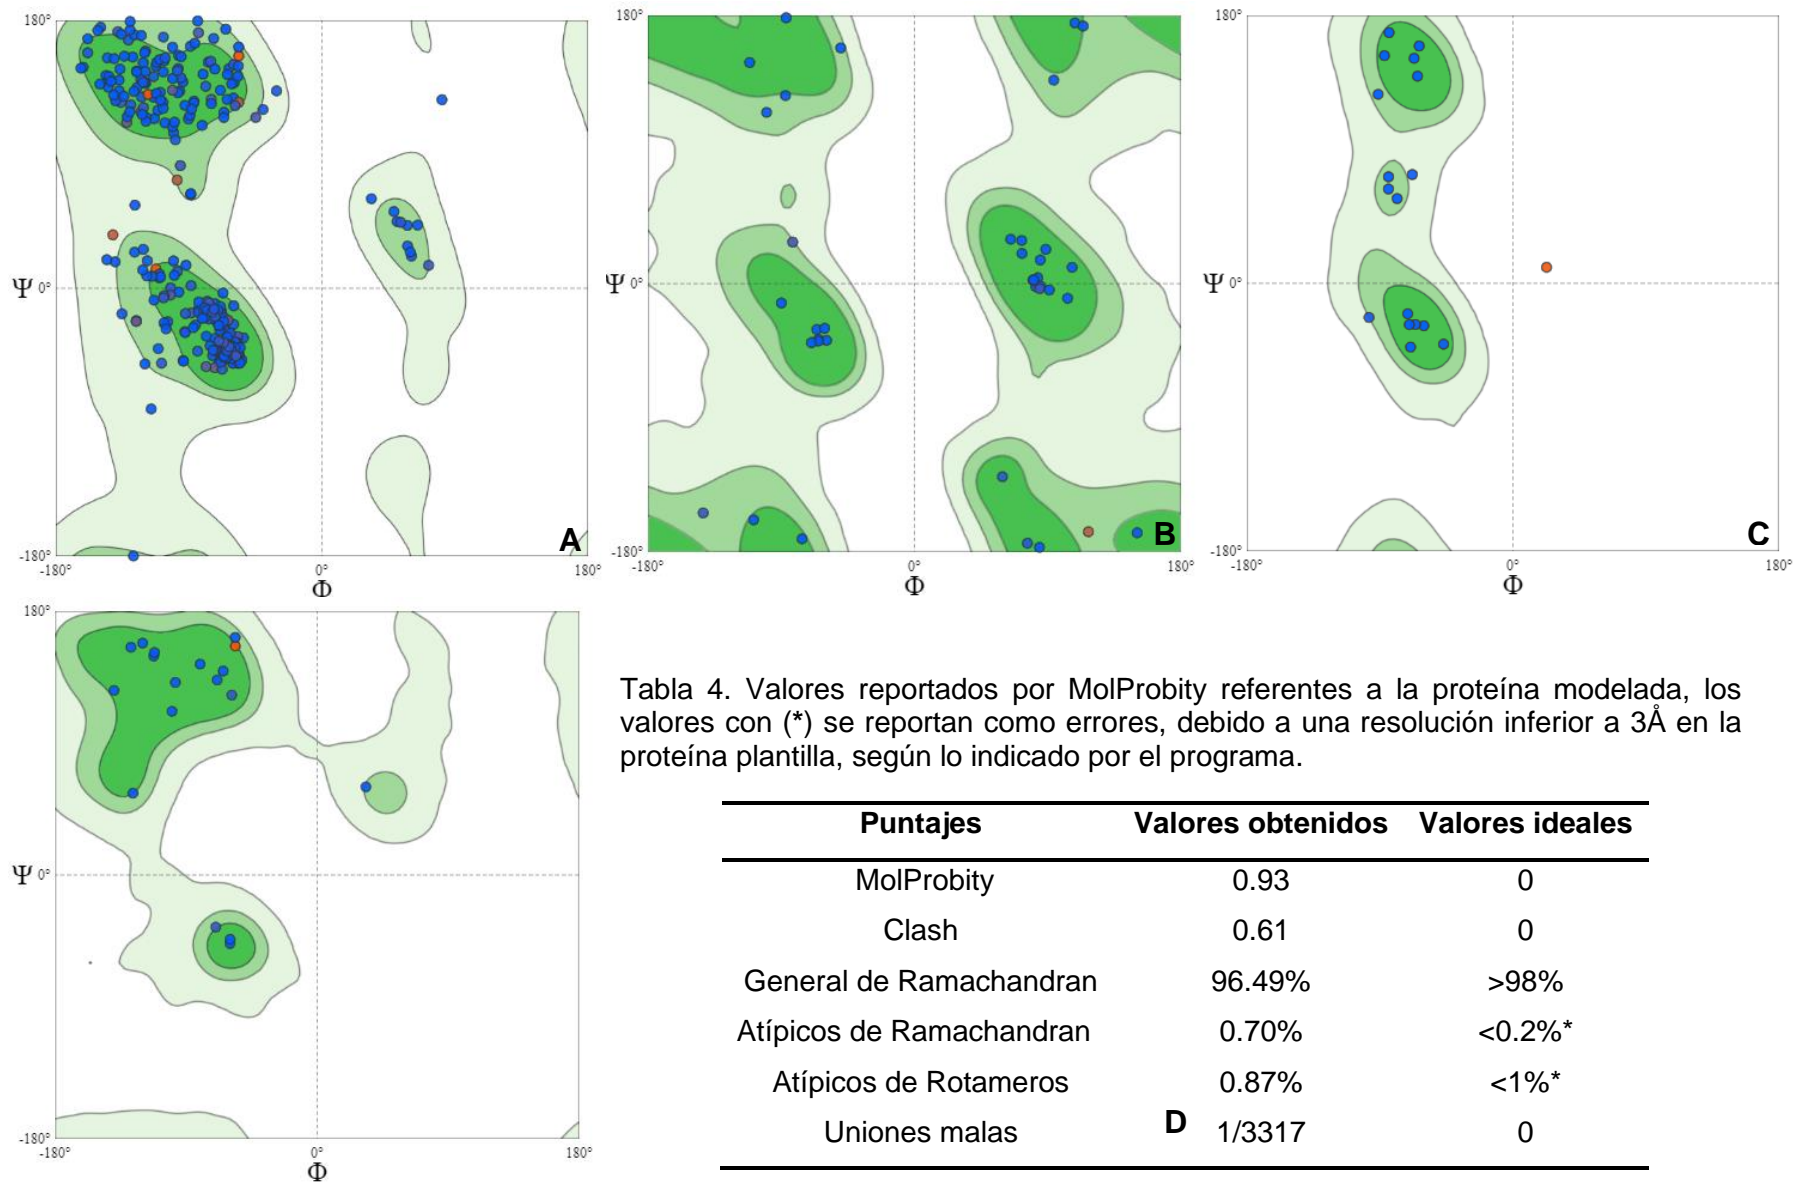 180°
Ψ 0°
-180°
A
-180° 0° 180°
Φ
180°
Ψ 0°
-180°
B
-180° 0° 180°
Φ
180°
Ψ 0°
-180°
C
-180° 0° 180°
Φ
180°
Ψ 0°
-180°
-180° 0° 180°
Φ
Tabla 4. Valores reportados por MolProbity referentes a la proteína modelada, los
valores con (*) se reportan como errores, debido a una resolución inferior a 3Å en la
proteína plantilla, según lo indicado por el programa.
Puntajes Valores obtenidos Valores ideales
MolProbity 0.93 0
Clash 0.61 0
General de Ramachandran 96.49% >98%
Atípicos de Ramachandran 0.70% <0.2%*
Atípicos de Rotameros 0.87% <1%*
Uniones malas D 1/3317 0